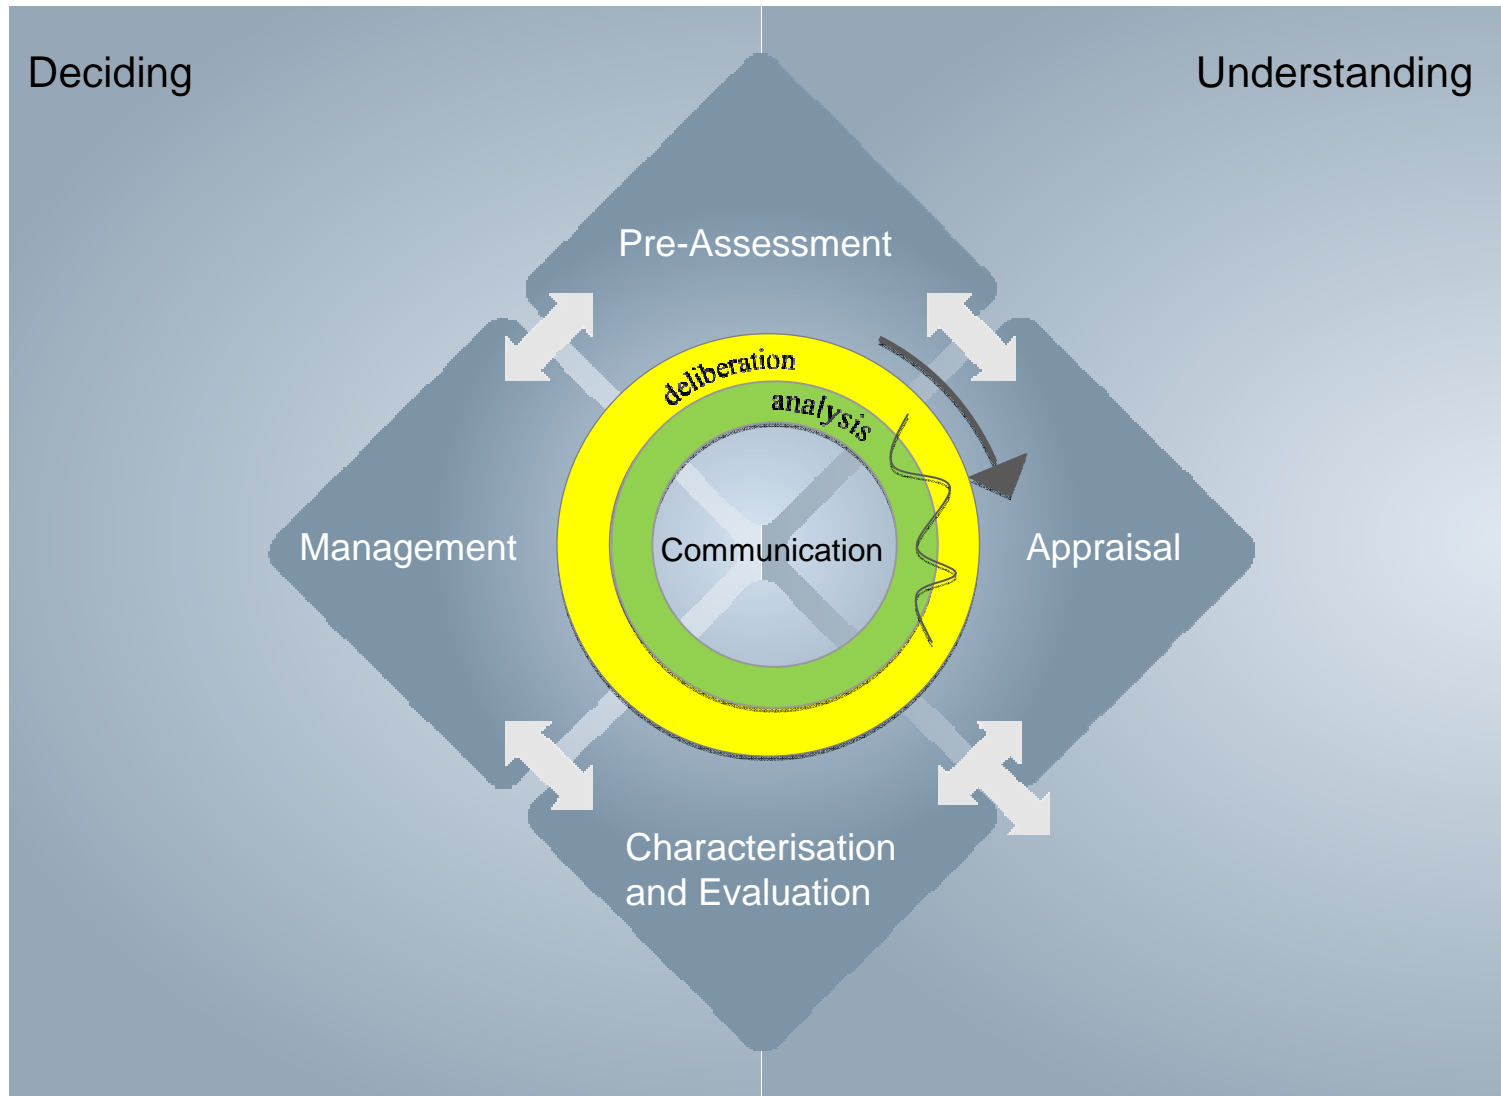 Deciding
Understanding
Pre-Assessment
deliberation
analysis
Management
Communication
Appraisal
Characterisation
and Evaluation